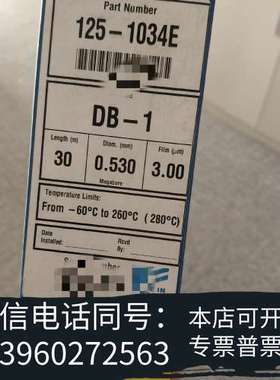 Part Number
125-1034E
DB-1
Length (m) Diam. (mm) Film (μm)
30 0.530 3.00
Megabore
Temperature Limits:
From -60°C to 260°C (280°C)
Date Installed: Rcvd By:
信电话同号：
3960272563
本店可开
专票普票